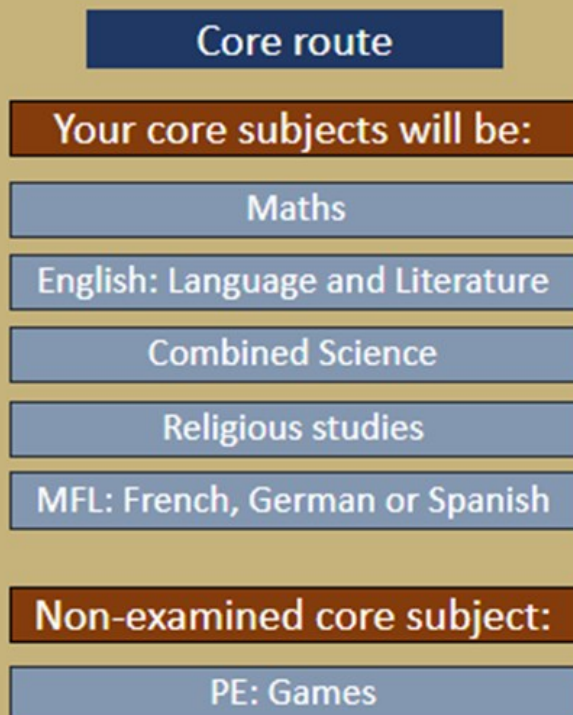 Core route
Your core subjects will be:
Maths
English: Language and Literature
Combined Science
Religious studies
MFL: French, German or Spanish
Non-examined core subject:
PE: Games